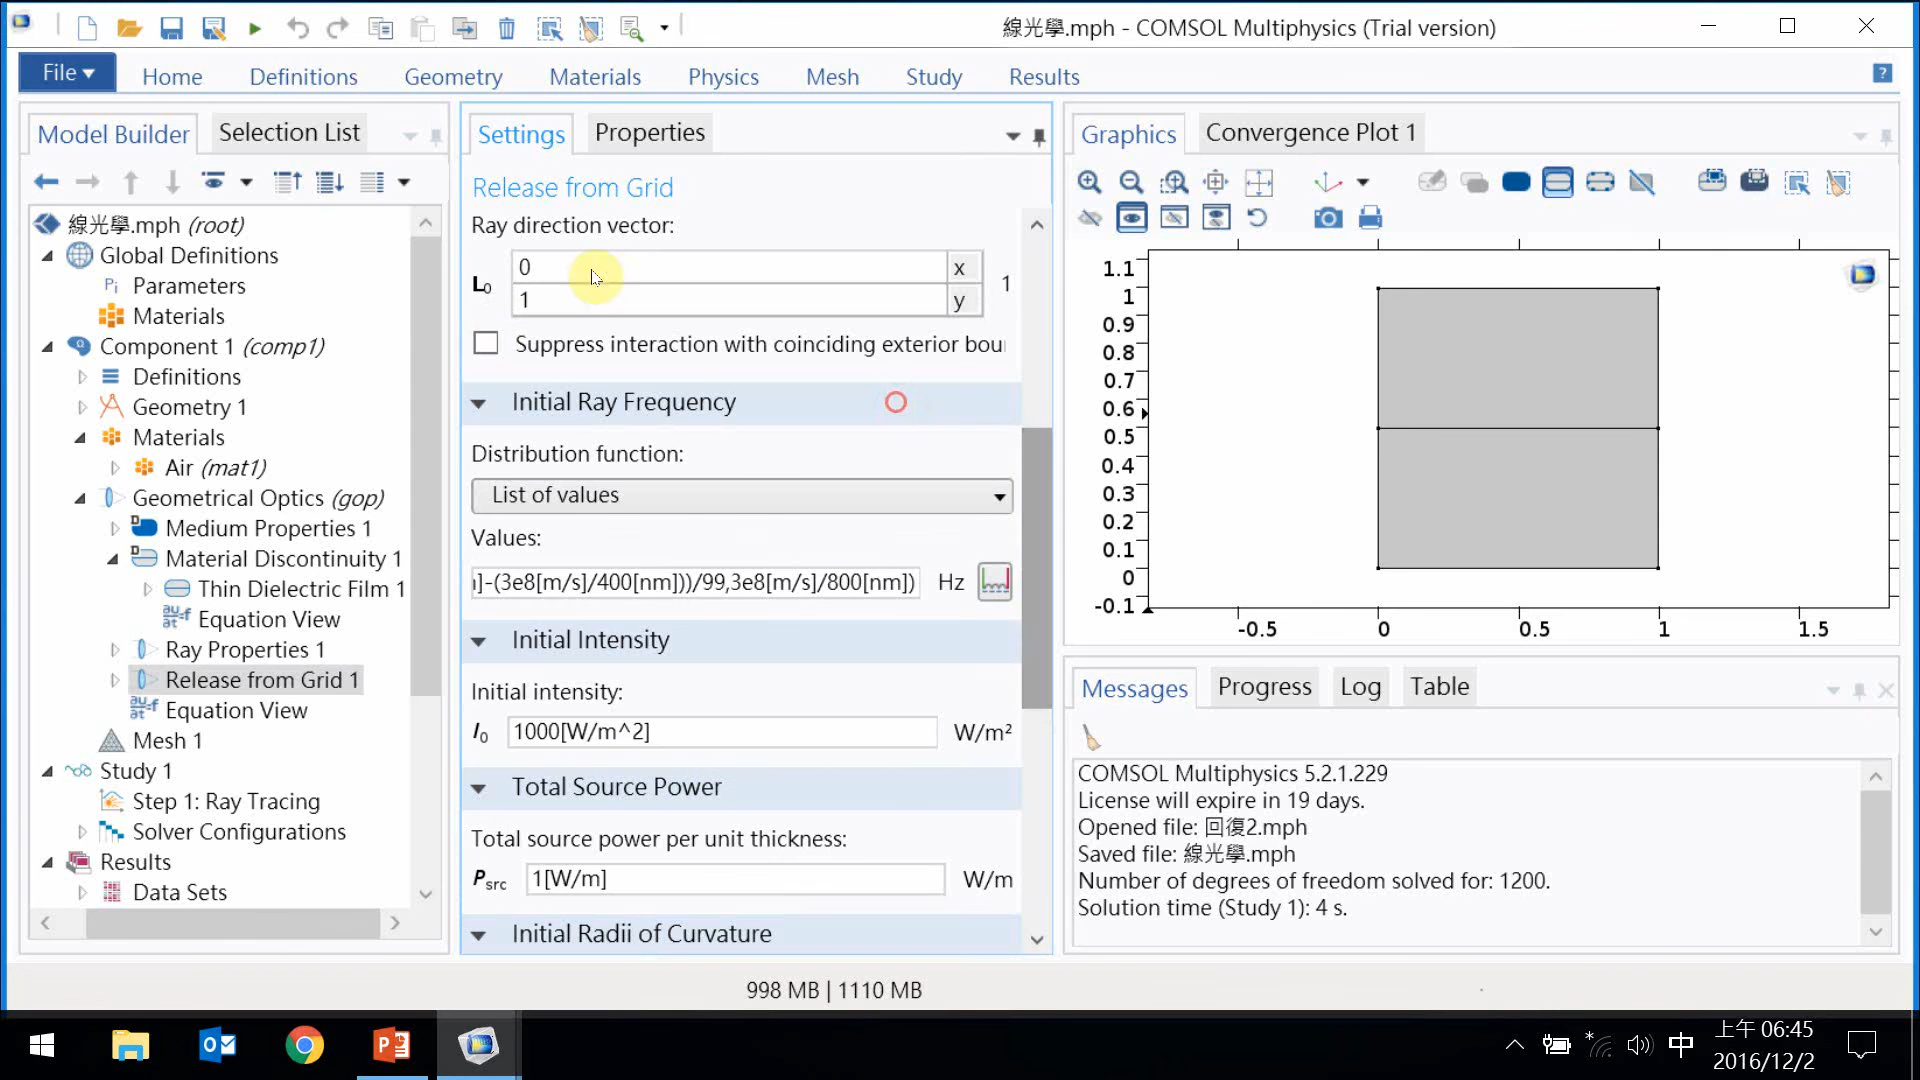 線光學.mph - COMSOL Multiphysics (Trial version)
File Home Definitions Geometry Materials Physics Mesh Study Results
Model Builder Selection List
線光學.mph (root)
Global Definitions
Pi Parameters
Materials
Component 1 (comp1)
Definitions
Geometry 1
Materials
Air (mat1)
Geometrical Optics (gop)
Medium Properties 1
Material Discontinuity 1
Thin Dielectric Film 1
Equation View
Ray Properties 1
Release from Grid 1
Equation View
Mesh 1
Study 1
Step 1: Ray Tracing
Solver Configurations
Results
Data Sets
Settings Properties
Release from Grid
Ray direction vector:
L0 0 x 1
1 y
Suppress interaction with coinciding exterior bou
Initial Ray Frequency
Distribution function:
List of values
Values:
]-(3e8[m/s]/400[nm]))/99,3e8[m/s]/800[nm]) Hz
Initial Intensity
Initial intensity:
I0 1000[W/m^2] W/m²
Total Source Power
Total source power per unit thickness:
Psrc 1[W/m] W/m
Initial Radii of Curvature
Graphics Convergence Plot 1
1.1
1
0.9
0.8
0.7
0.6
0.5
0.4
0.3
0.2
0.1
0
-0.1
-0.5 0 0.5 1 1.5
Messages Progress Log Table
COMSOL Multiphysics 5.2.1.229
License will expire in 19 days.
Opened file: 回復2.mph
Saved file: 線光學.mph
Number of degrees of freedom solved for: 1200.
Solution time (Study 1): 4 s.
998 MB | 1110 MB
中
上午 06:45
2016/12/2